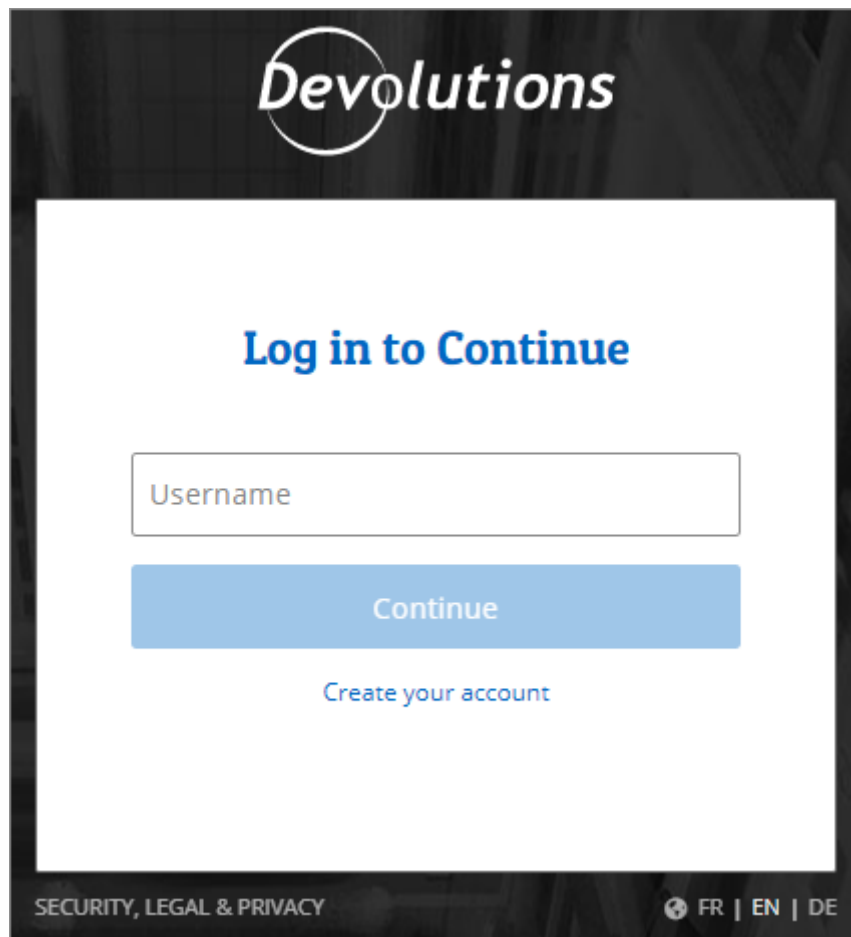 Devolutions
Log in to Continue
Username
Continue
Create your account
SECURITY, LEGAL & PRIVACY FR | EN | DE